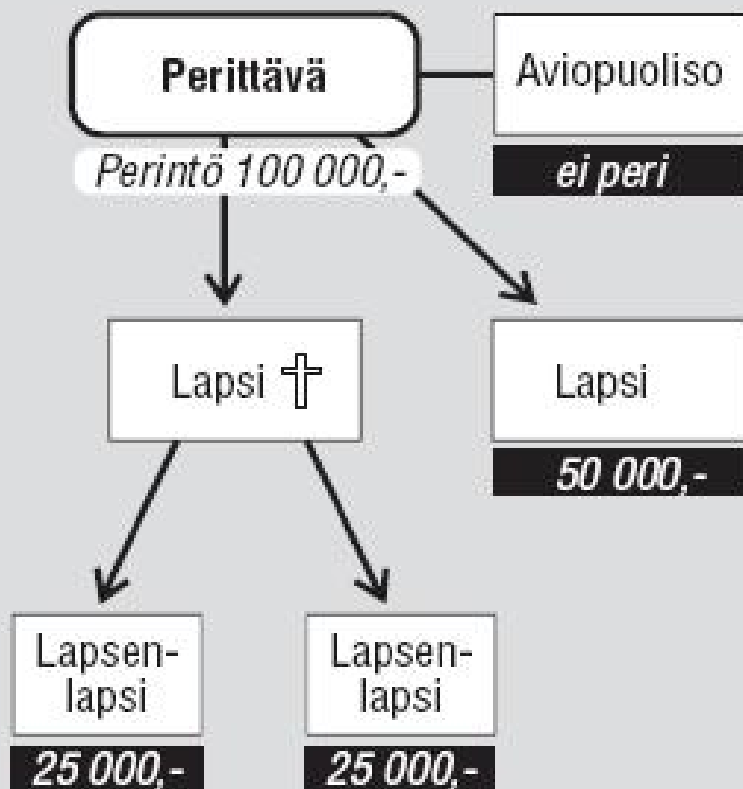 Perittävä
Aviopuoliso
Perintö 100 000,-
ei peri
Lapsi
Lapsi
50 000,-
Lapsen-
lapsi
25 000,-
Lapsen-
lapsi
25 000,-